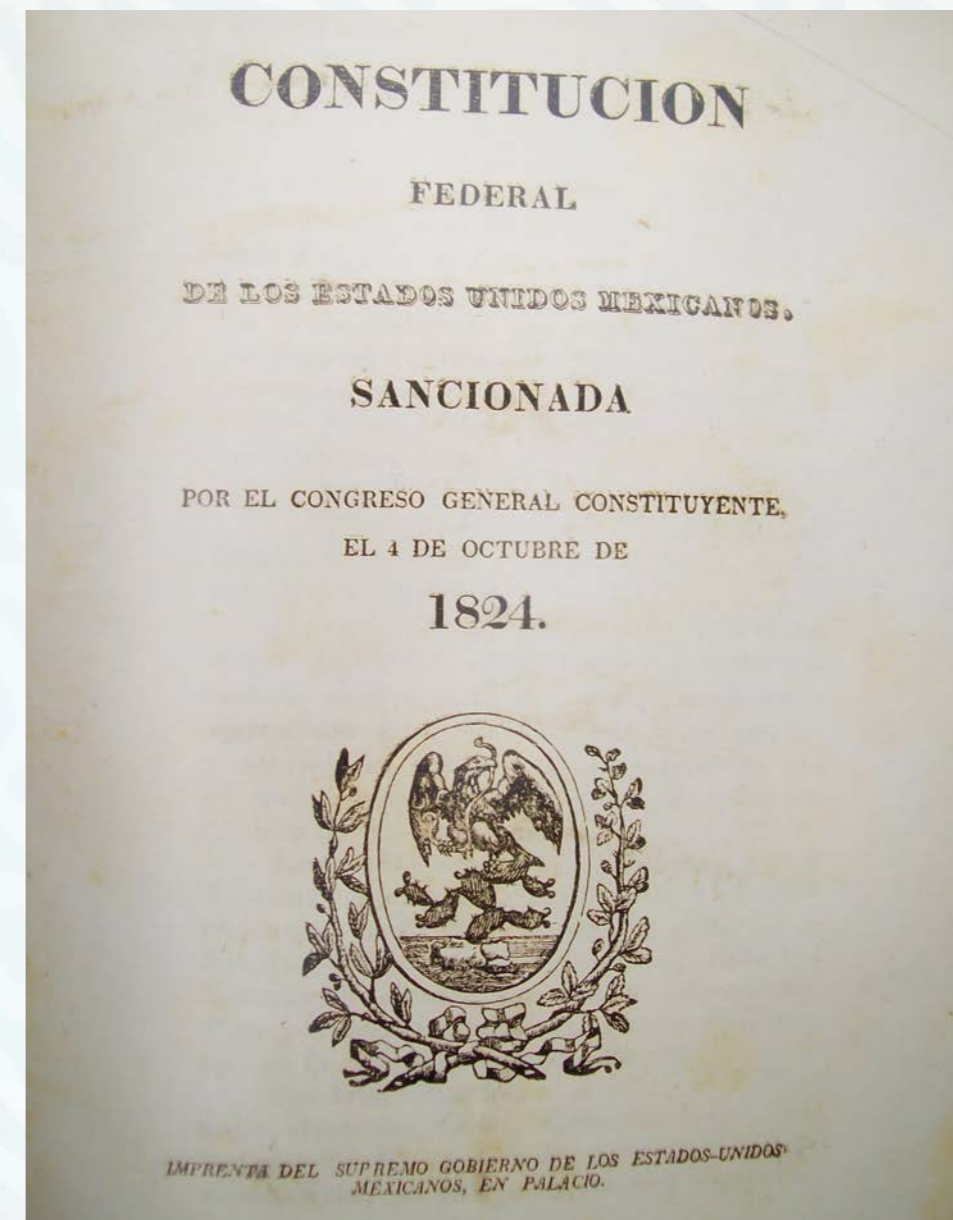 CONSTITUCION
FEDERAL
DE LOS ESTADOS UNIDOS MEXICANOS,
SANCIONADA
POR EL CONGRESO GENERAL CONSTITUYENTE,
EL 4 DE OCTUBRE DE
1824.
IMPRENTA DEL SUPREMO GOBIERNO DE LOS ESTADOS-UNIDOS
MEXICANOS, EN PALACIO.